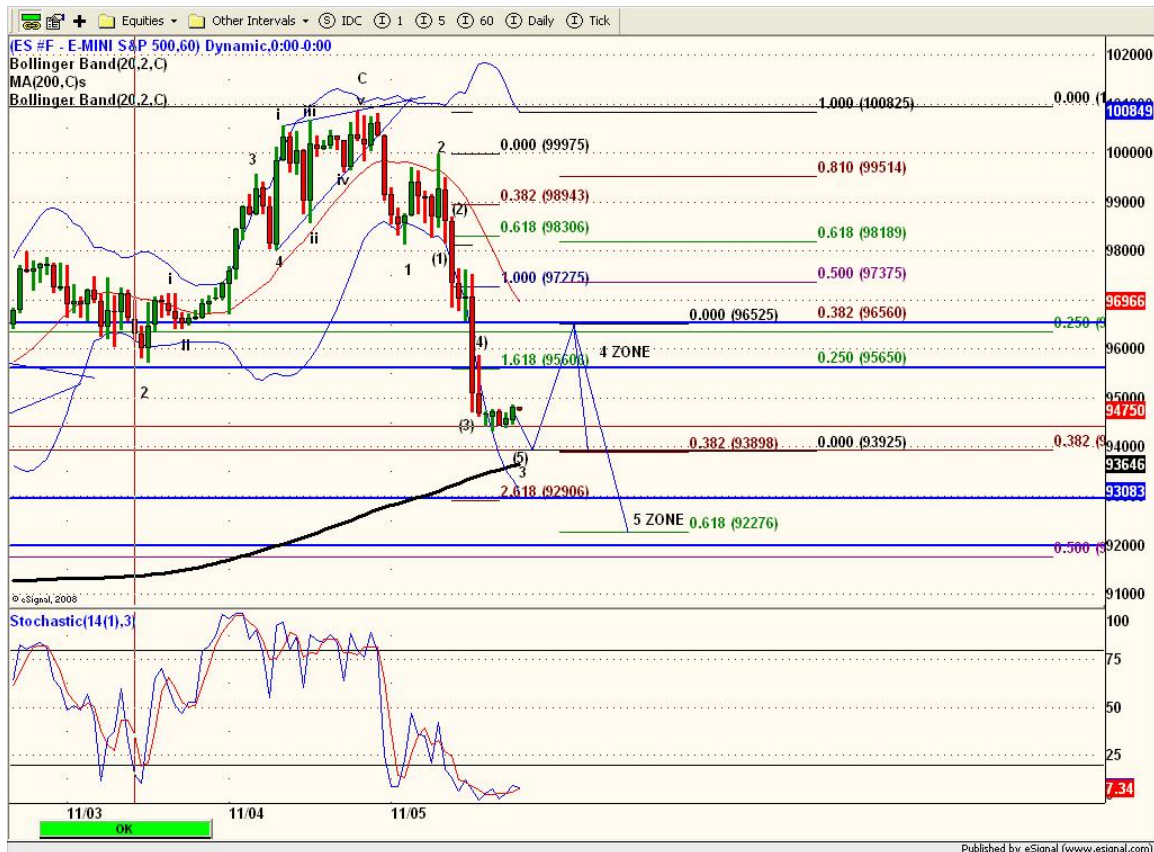 Equities Other Intervals S IDC I 1 I 5 I 60 I Daily I Tick
(ES #F - E-MINI S&P 500,60) Dynamic,0:00-0:00
Bollinger Band(20,2,C)
MA(200,C)s
Bollinger Band(20,2,C)
102000
C
v
i
iii
1.000 (100825)
0.000 (1
100849
3
2
0.000 (99975)
100000
iv
0.810 (99514)
0.382 (98943)
99000
(2)
ii
0.618 (98306)
0.618 (98189)
4
1
(1)
98000
0.500 (97375)
1.000 (97275)
i
96966
0.000 (96525)
0.382 (96560)
0.250 (9
ii
4)
4 ZONE
96000
1.618 (95606)
0.250 (95650)
2
95000
94750
(3)
0.382 (93898)
0.000 (93925)
0.382 (9
94000
(5)
3
93646
93083
2.618 (92906)
5 ZONE
0.618 (92276)
92000
0.500 (9
91000
© eSignal, 2008
Stochastic(14(1),3)
100
75
50
25
7.34
11/03
11/04
11/05
OK
Published by eSignal (www.esignal.com)